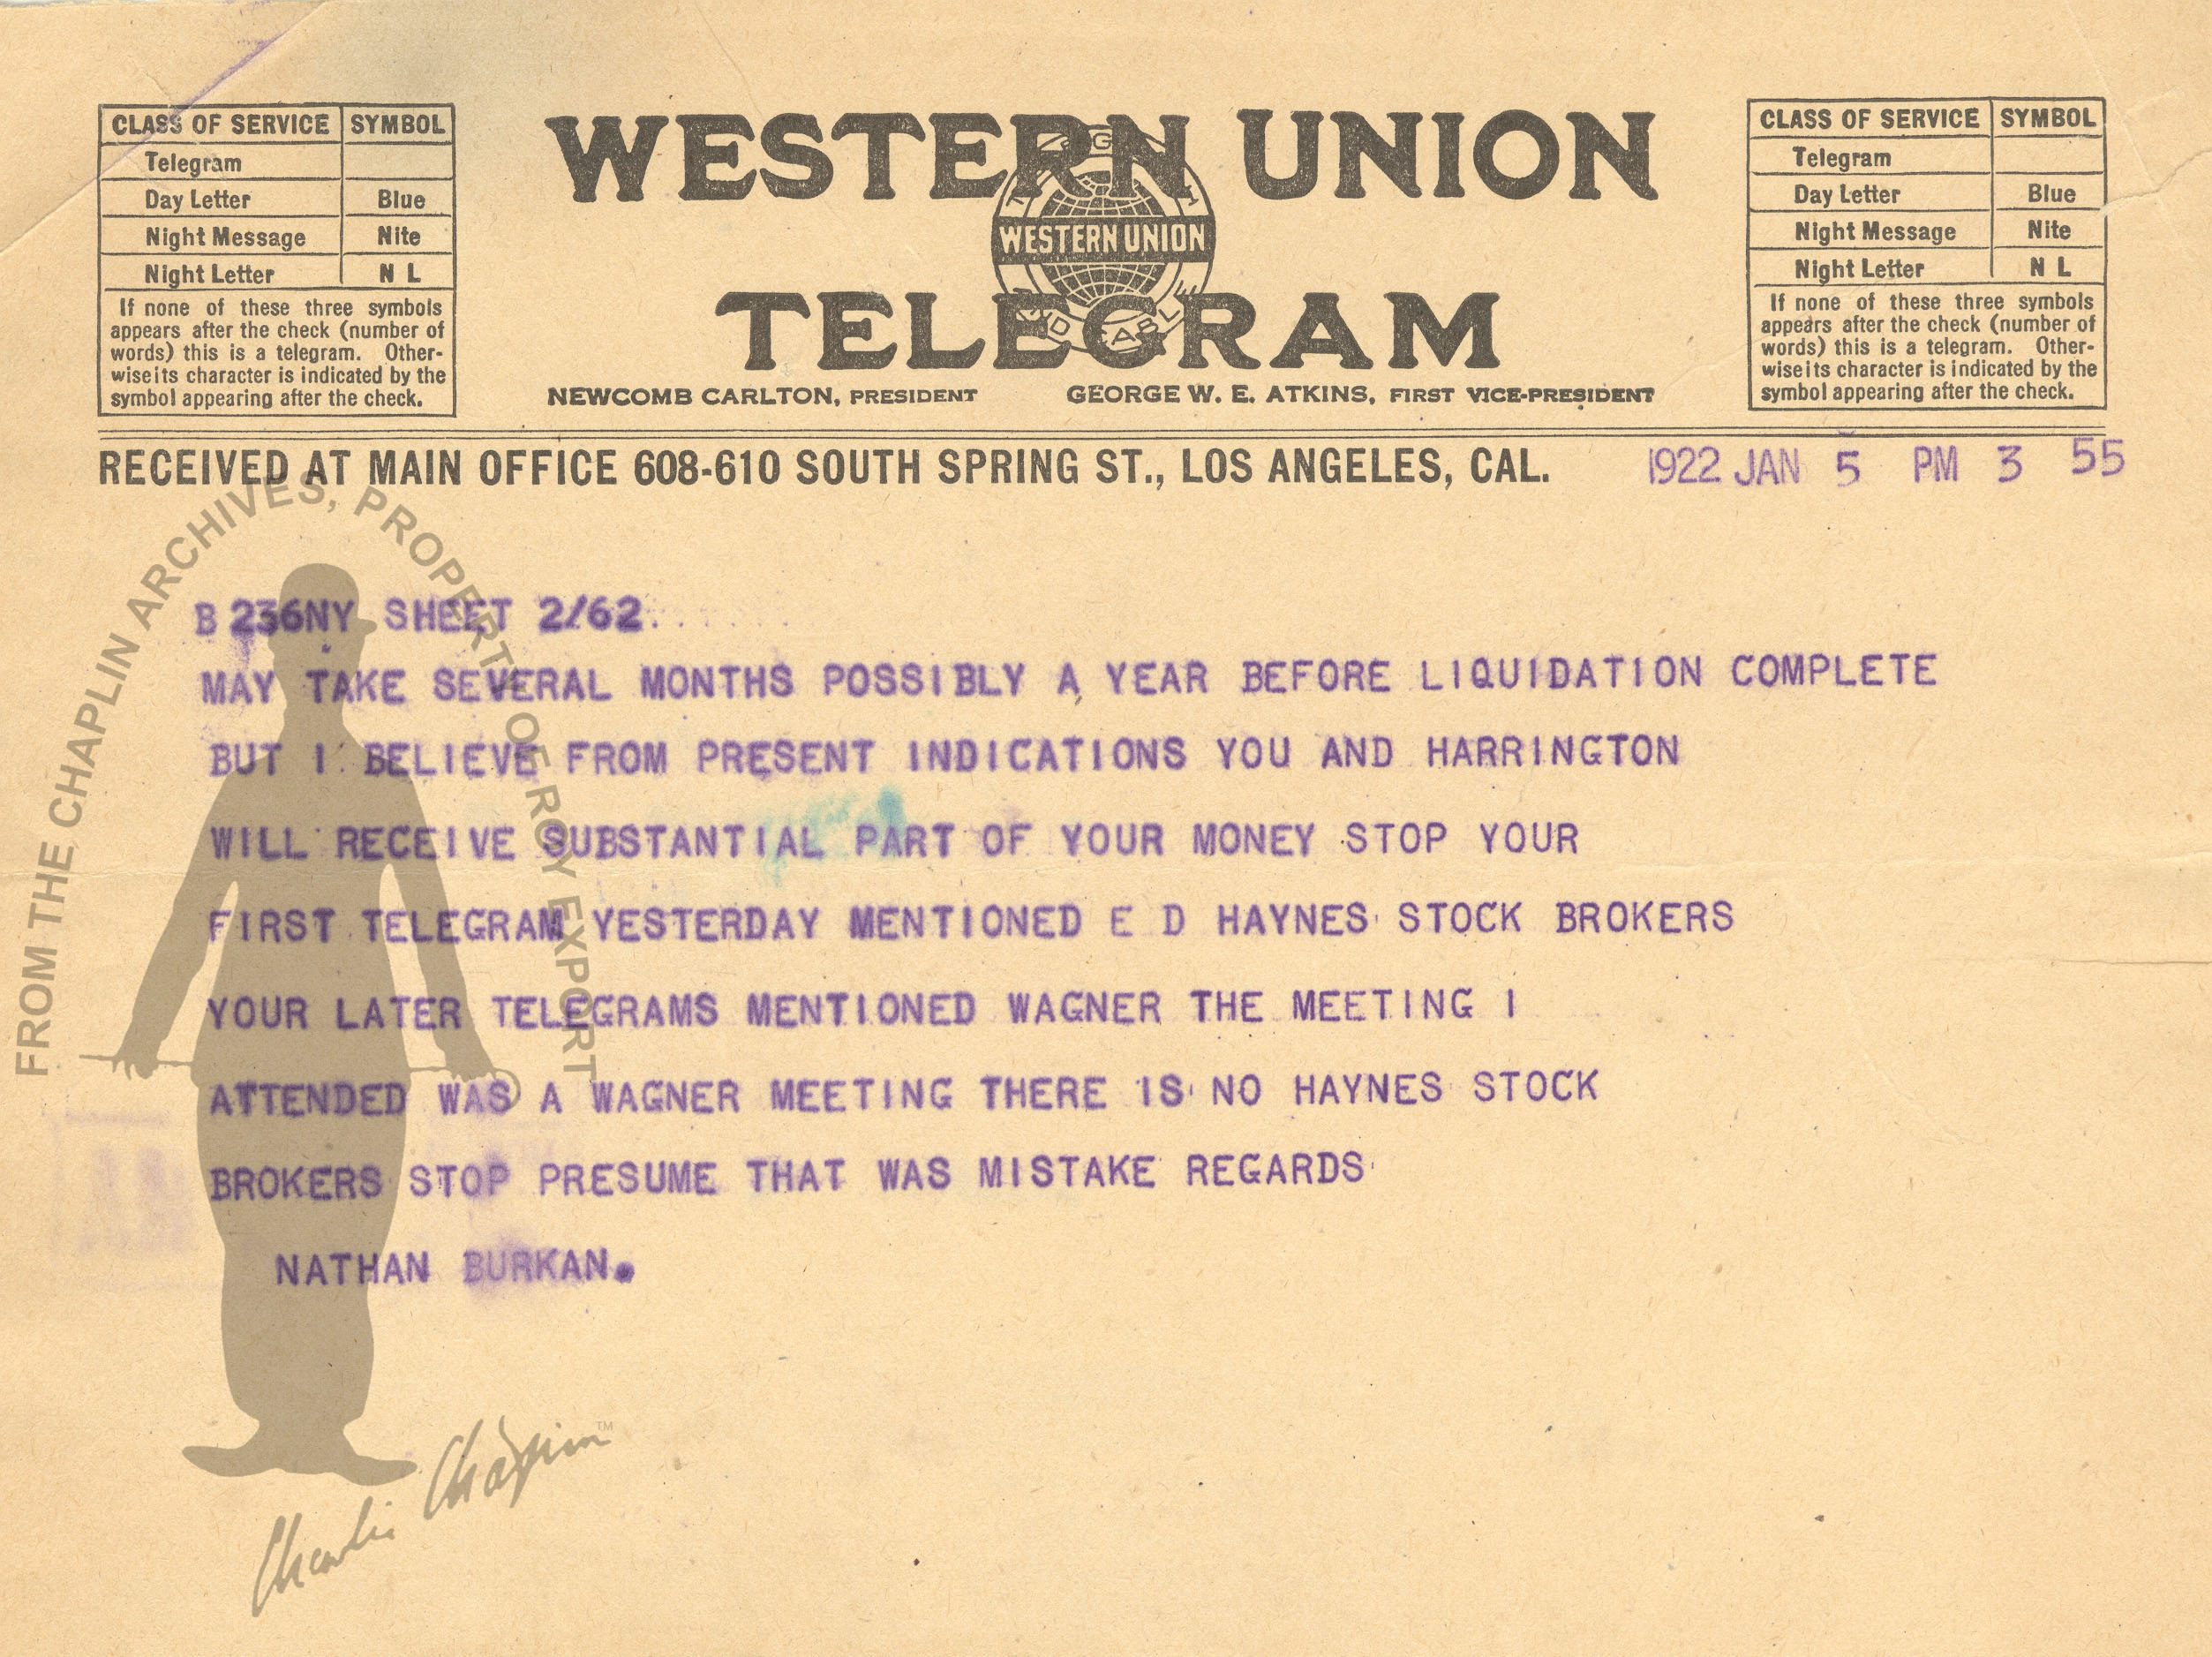 CLASS OF SERVICE SYMBOL
Telegram
Day Letter Blue
Night Message Nite
Night Letter N L
If none of these three symbols
appears after the check (number of
words) this is a telegram. Other-
wiseits character is indicated by the
symbol appearing after the check.
WESTERN UNION
WESTERN UNION
TELEGRAM
NEWCOMB CARLTON, PRESIDENT GEORGE W. E. ATKINS, FIRST VICE-PRESIDENT
CLASS OF SERVICE SYMBOL
Telegram
Day Letter Blue
Night Message Nite
Night Letter N L
If none of these three symbols
appears after the check (number of
words) this is a telegram. Other-
wiseits character is indicated by the
symbol appearing after the check.
RECEIVED AT MAIN OFFICE 608-610 SOUTH SPRING ST., LOS ANGELES, CAL. 1922 JAN 5 PM 3 55
B 236NY SHEET 2/62.......
MAY TAKE SEVERAL MONTHS POSSIBLY A YEAR BEFORE LIQUIDATION COMPLETE
BUT I BELIEVE FROM PRESENT INDICATIONS YOU AND HARRINGTON
WILL RECEIVE SUBSTANTIAL PART OF YOUR MONEY STOP YOUR
FIRST TELEGRAM YESTERDAY MENTIONED E D HAYNES STOCK BROKERS
YOUR LATER TELEGRAMS MENTIONED WAGNER THE MEETING I
ATTENDED WAS A WAGNER MEETING THERE IS NO HAYNES STOCK
BROKERS STOP PRESUME THAT WAS MISTAKE REGARDS
NATHAN BURKAN.
FROM THE CHAPLIN ARCHIVES, PROPERTY OF ROY EXPORT
Charlie Chaplin™